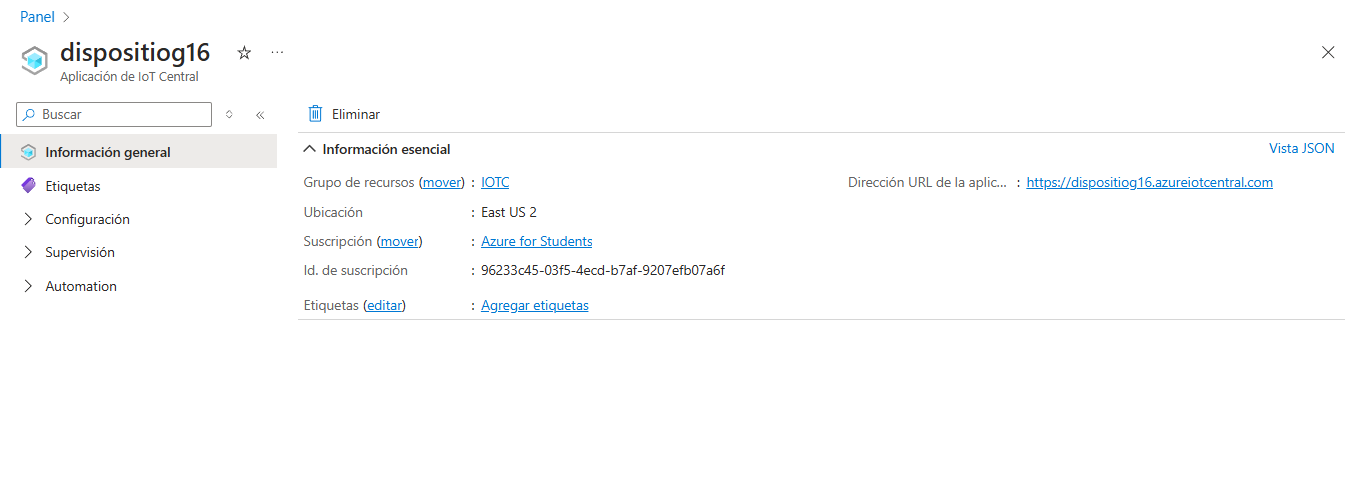 Panel
dispositiog16
Aplicación de IoT Central
Buscar
Eliminar
Información general
Etiquetas
Configuración
Supervisión
Automation
Información esencial
Vista JSON
Grupo de recursos (mover) : IOTC
Dirección URL de la aplic... : https://dispositiog16.azureiotcentral.com
Ubicación : East US 2
Suscripción (mover) : Azure for Students
Id. de suscripción : 96233c45-03f5-4ecd-b7af-9207efb07a6f
Etiquetas (editar) : Agregar etiquetas